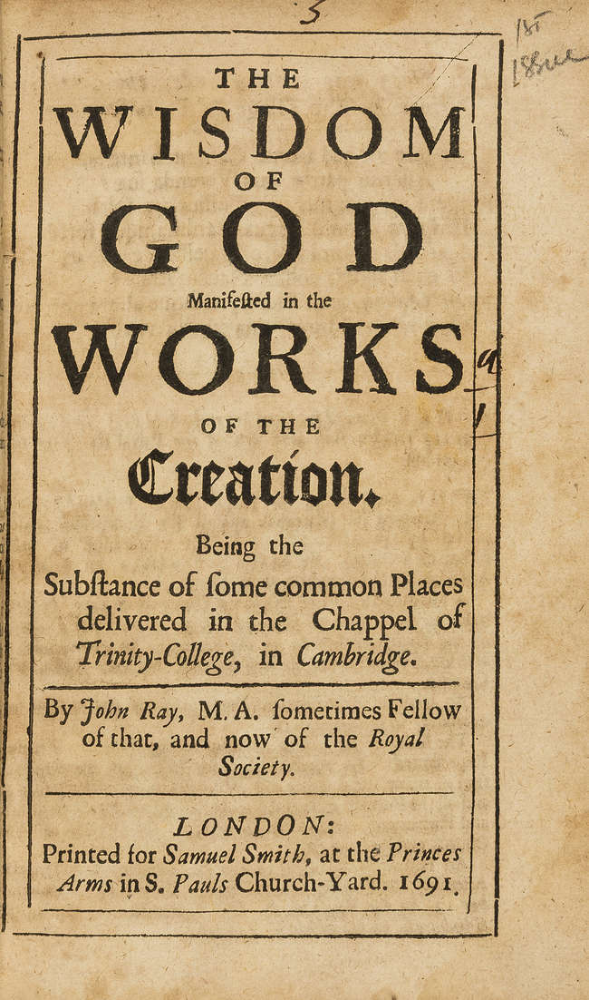 5
1st
issue
THE
WISDOM
OF
GOD
Manifeſted in the
WORKS
OF THE
Creation.
Being the
Subſtance of ſome common Places
delivered in the Chappel of
Trinity-College, in Cambridge.
By John Ray, M. A. ſometimes Fellow
of that, and now of the Royal
Society.
LONDON:
Printed for Samuel Smith, at the Princes
Arms in S. Pauls Church-Yard. 1691.